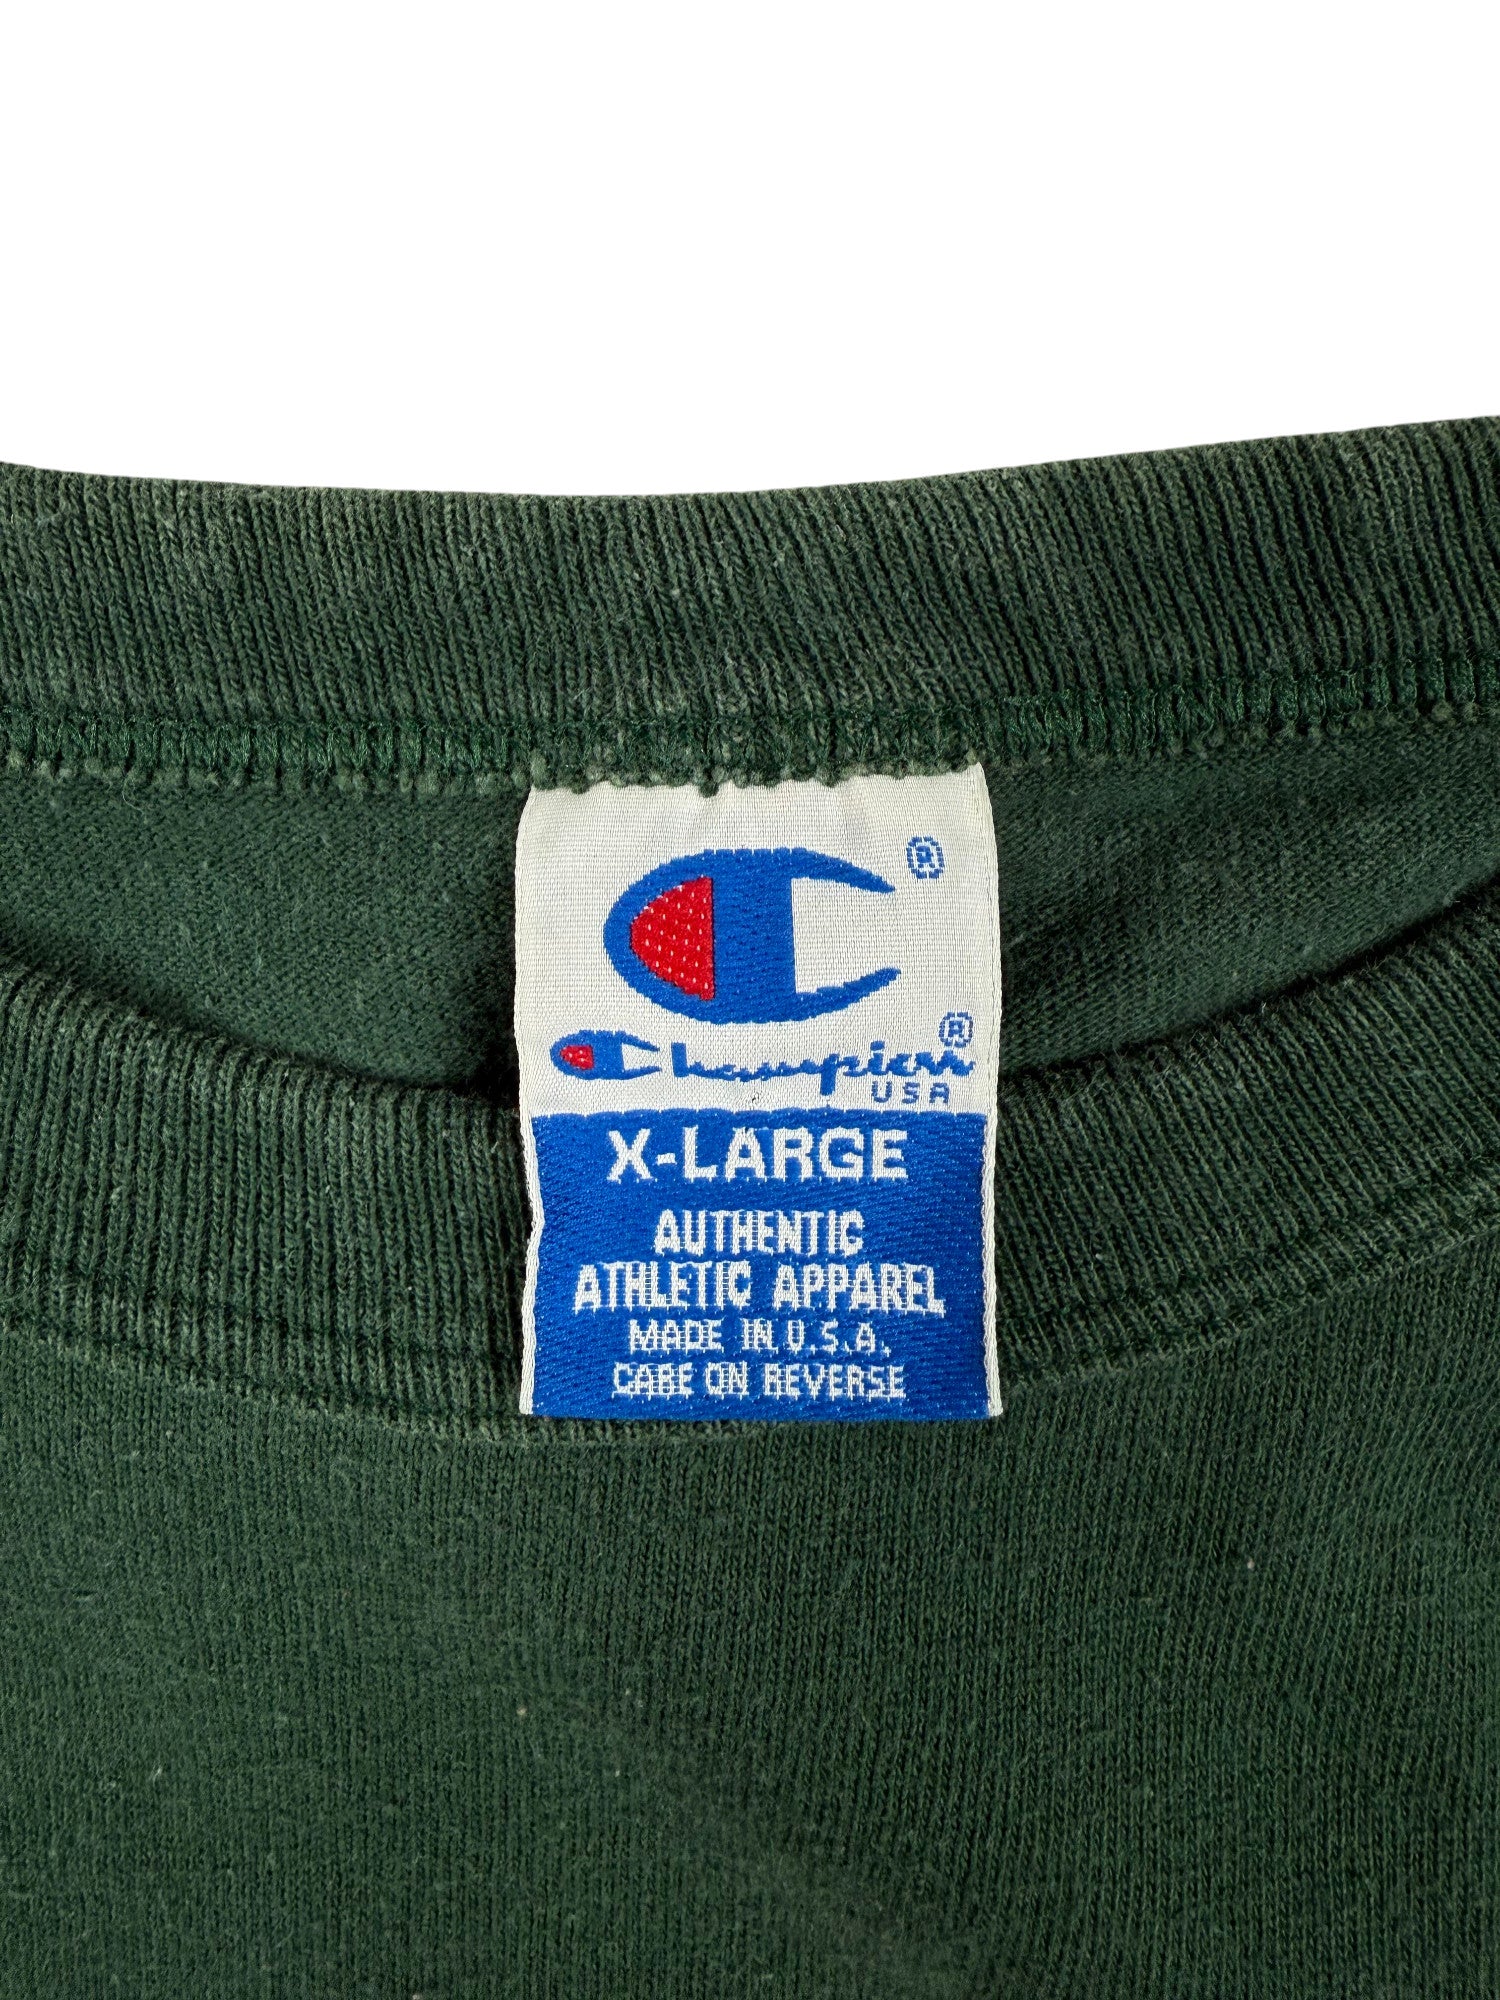 ®
Champion®
USA
X-LARGE
AUTHENTIC
ATHLETIC APPAREL
MADE IN U.S.A.
CARE ON REVERSE